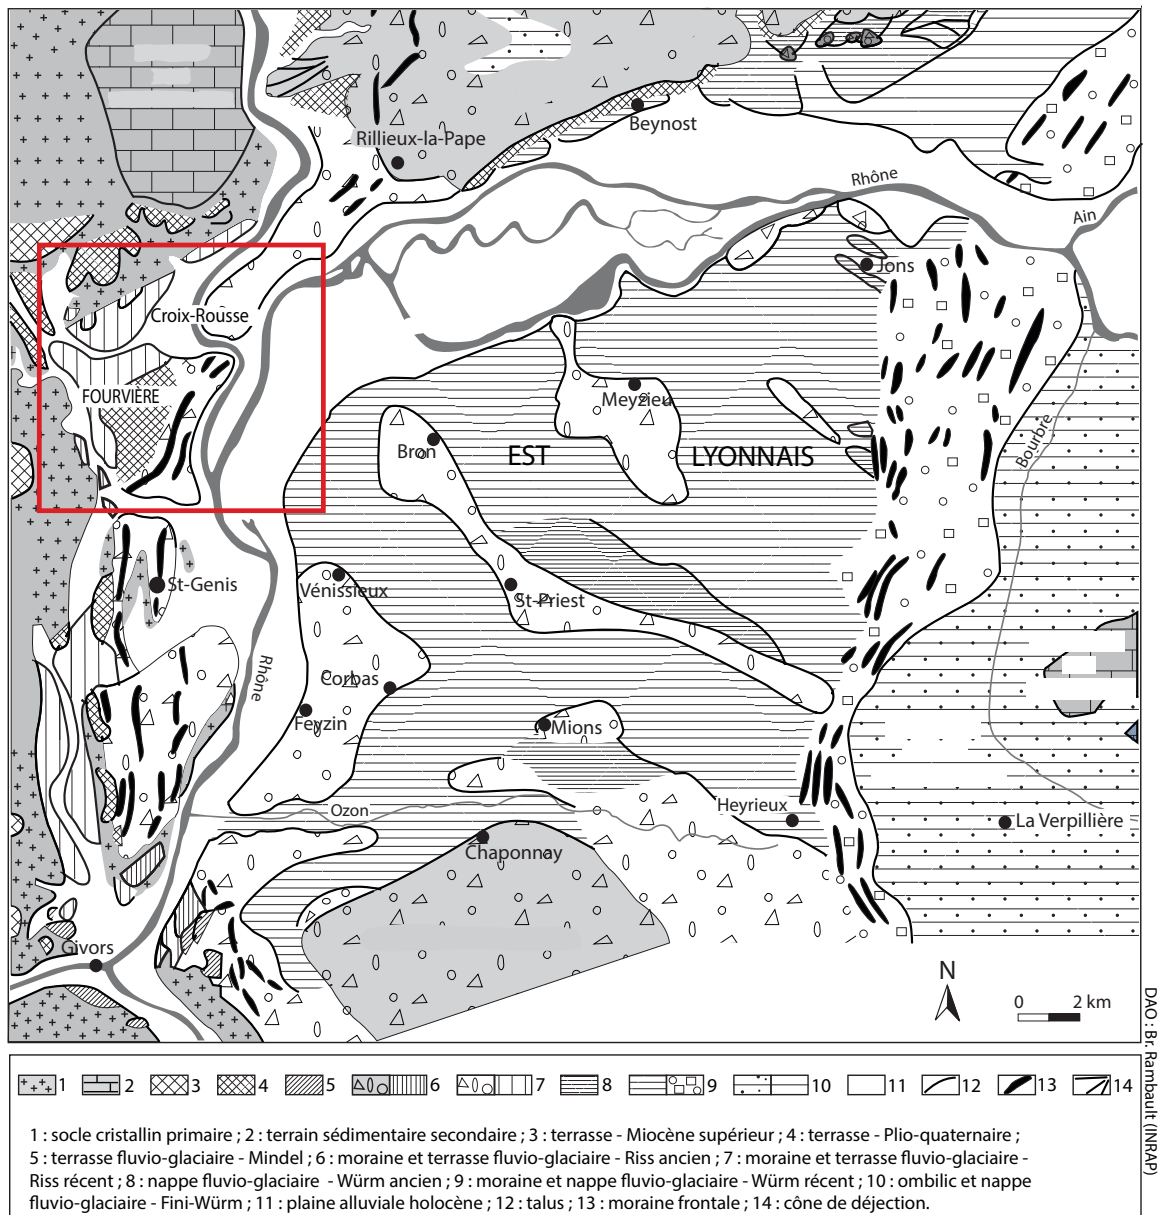 Rillieux-la-Pape
Beynost
Rhône
Ain
Jons
Croix-Rousse
FOURVIÈRE
Meyzieu
Bron
EST LYONNAIS
Bourbre
St-Genis
Vénissieux
St-Priest
Rhône
Corbas
Feyzin
Mions
Ozon
Heyrieux
La Verpillière
Chaponnay
Givors
N
0 2 km
DAO : Br. Rambault (INRAP)
1 2 3 4 5 6 7 8 9 10 11 12 13 14
1 : socle cristallin primaire ; 2 : terrain sédimentaire secondaire ; 3 : terrasse - Miocène supérieur ; 4 : terrasse - Plio-quaternaire ;
5 : terrasse fluvio-glaciaire - Mindel ; 6 : moraine et terrasse fluvio-glaciaire - Riss ancien ; 7 : moraine et terrasse fluvio-glaciaire -
Riss récent ; 8 : nappe fluvio-glaciaire - Würm ancien ; 9 : moraine et nappe fluvio-glaciaire - Würm récent ; 10 : ombilic et nappe
fluvio-glaciaire - Fini-Würm ; 11 : plaine alluviale holocène ; 12 : talus ; 13 : moraine frontale ; 14 : cône de déjection.